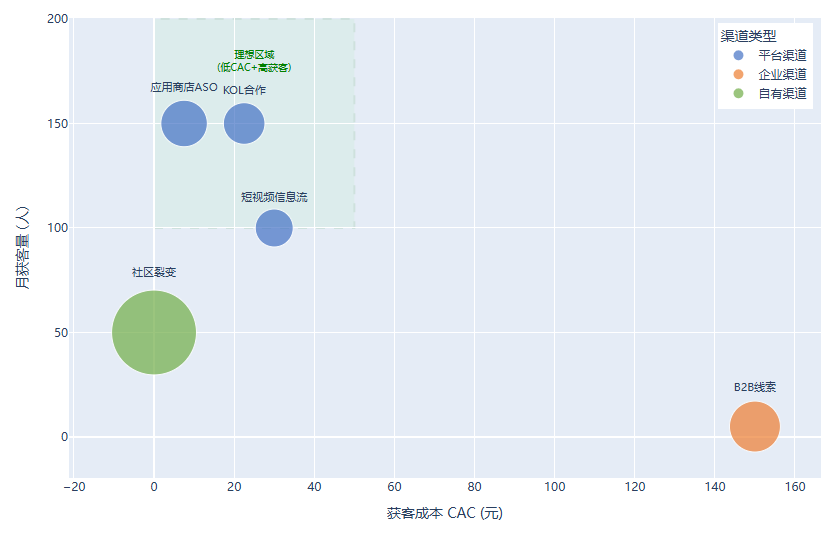 200
150
100
50
0
月获客量 (人)
理想区域
(低CAC+高获客)
应用商店ASO
KOL合作
短视频信息流
社区裂变
B2B线索
渠道类型
平台渠道
企业渠道
自有渠道
−20
0
20
40
60
80
100
120
140
160
获客成本 CAC (元)